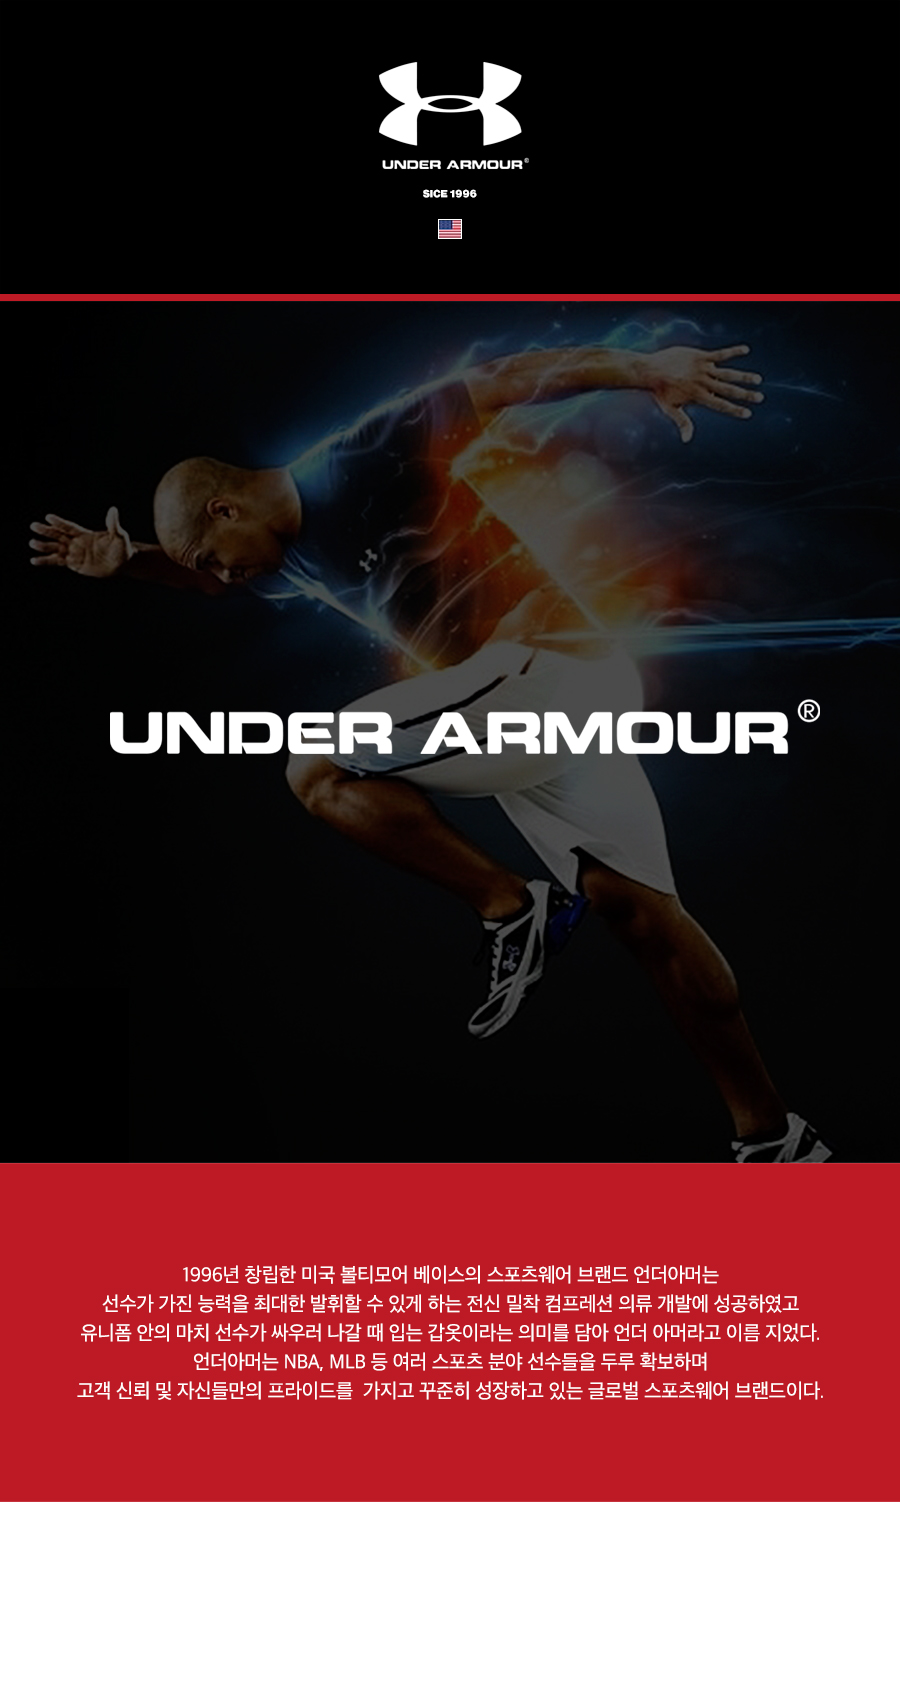 UNDER ARMOUR®
SICE 1996
UNDER ARMOUR®
1996년 창립한 미국 볼티모어 베이스의 스포츠웨어 브랜드 언더아머는
선수가 가진 능력을 최대한 발휘할 수 있게 하는 전신 밀착 컴프레션 의류 개발에 성공하였고
유니폼 안의 마치 선수가 싸우러 나갈 때 입는 갑옷이라는 의미를 담아 언더 아머라고 이름 지었다.
언더아머는 NBA, MLB 등 여러 스포츠 분야 선수들을 두루 확보하며
고객 신뢰 및 자신들만의 프라이드를 가지고 꾸준히 성장하고 있는 글로벌 스포츠웨어 브랜드이다.